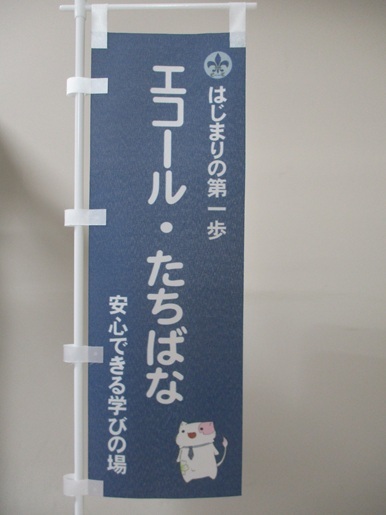 はじまりの第一歩
エコール・たちばな
安心できる学びの場